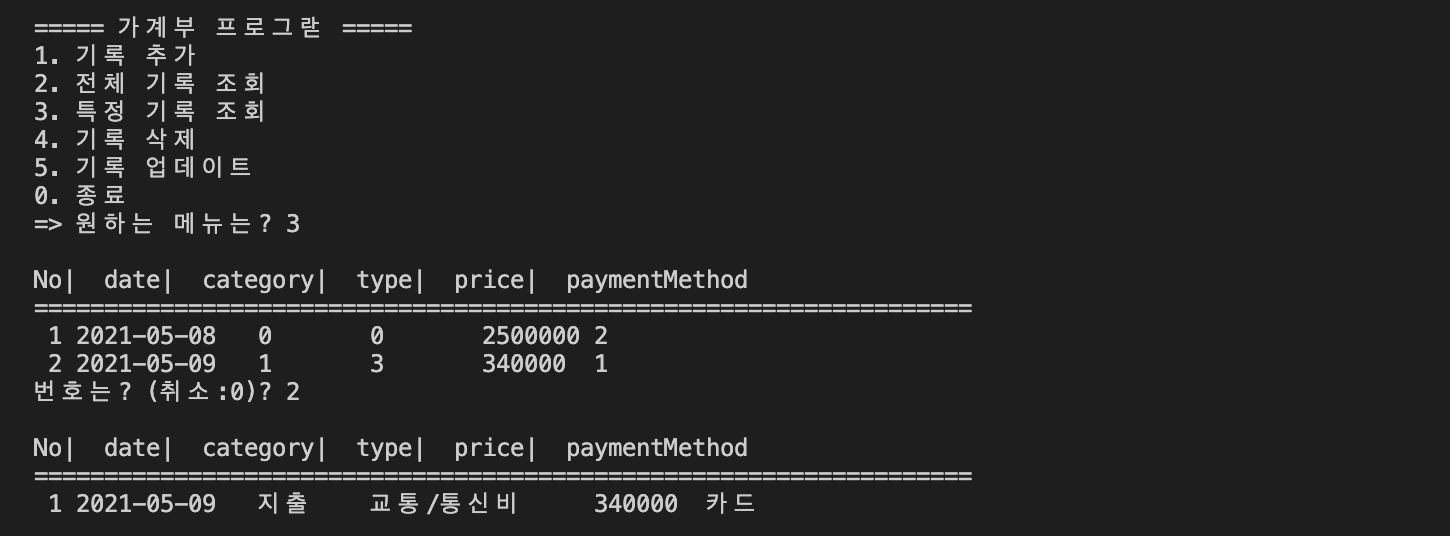 ===== 가계부 프로그랃 =====
1. 기록 추가
2. 전체 기록 조회
3. 특정 기록 조회
4. 기록 삭제
5. 기록 업데이트
0. 종료
=> 원하는 메뉴는? 3
No|  date|  category|  type|  price|  paymentMethod
===================================================================
 1 2021-05-08   0       0       2500000 2
 2 2021-05-09   1       3       340000  1
번호는? (취소:0)? 2
No|  date|  category|  type|  price|  paymentMethod
===================================================================
 1 2021-05-09   지출    교통/통신비     340000  카드